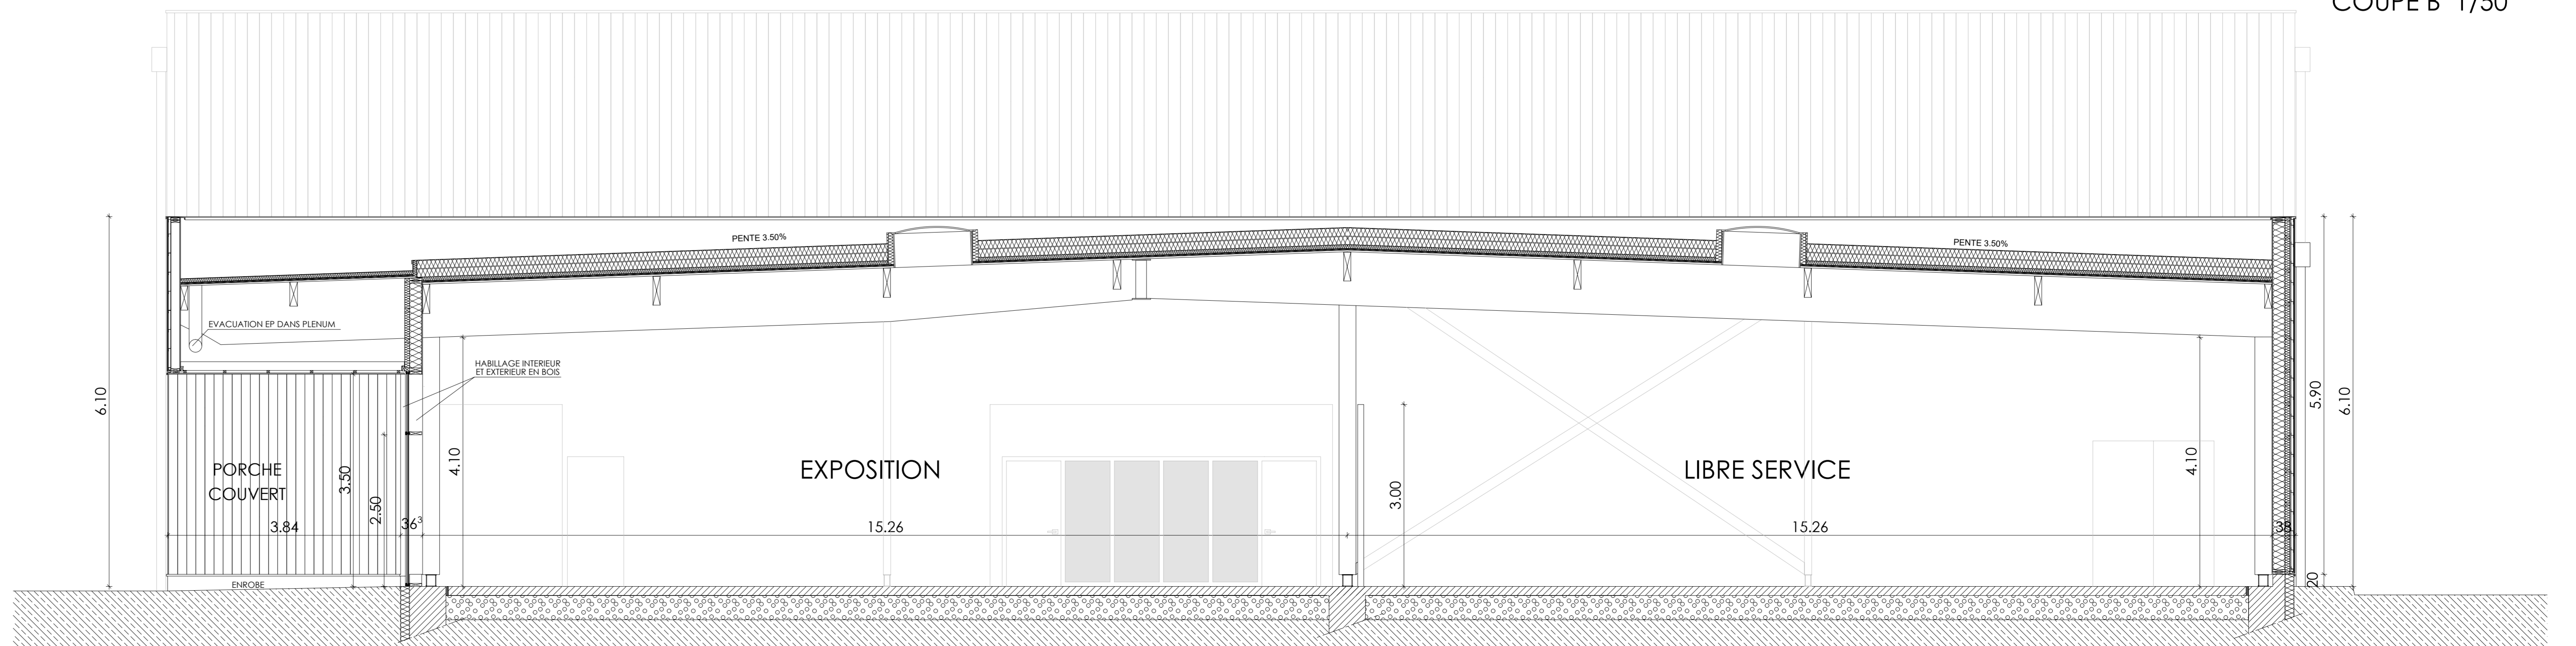 COUPE B 1/50
PENTE 3.50%
PENTE 3.50%
EVACUATION EP DANS PLENUM
HABILLAGE INTERIEUR
ET EXTERIEUR EN BOIS
6.10
5.90
6.10
PORCHE
COUVERT
3.50
2.50
4.10
EXPOSITION
3.00
LIBRE SERVICE
4.10
3.84
36³
15.26
15.26
38
ENROBE
20